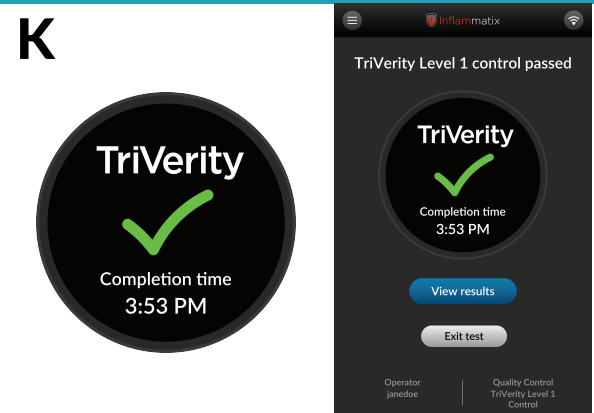 K
TriVerity
Completion time
3:53 PM
Inflammatix
TriVerity Level 1 control passed
TriVerity
Completion time
3:53 PM
View results
Exit test
Operator
janedoe
Quality Control
TriVerity Level 1
Control